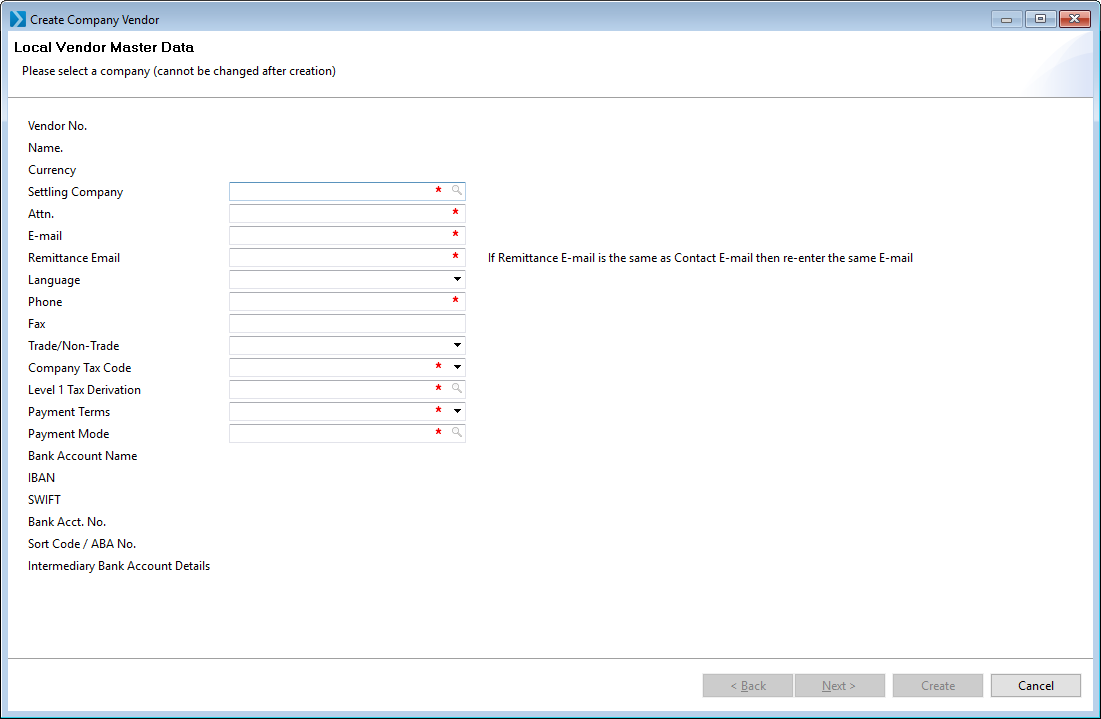 Create Company Vendor
Local Vendor Master Data
Please select a company (cannot be changed after creation)
Vendor No.
Name.
Currency
Settling Company *
Attn. *
E-mail *
Remittance Email * If Remittance E-mail is the same as Contact E-mail then re-enter the same E-mail
Language
Phone *
Fax
Trade/Non-Trade
Company Tax Code *
Level 1 Tax Derivation *
Payment Terms *
Payment Mode *
Bank Account Name
IBAN
SWIFT
Bank Acct. No.
Sort Code / ABA No.
Intermediary Bank Account Details
< Back Next > Create Cancel